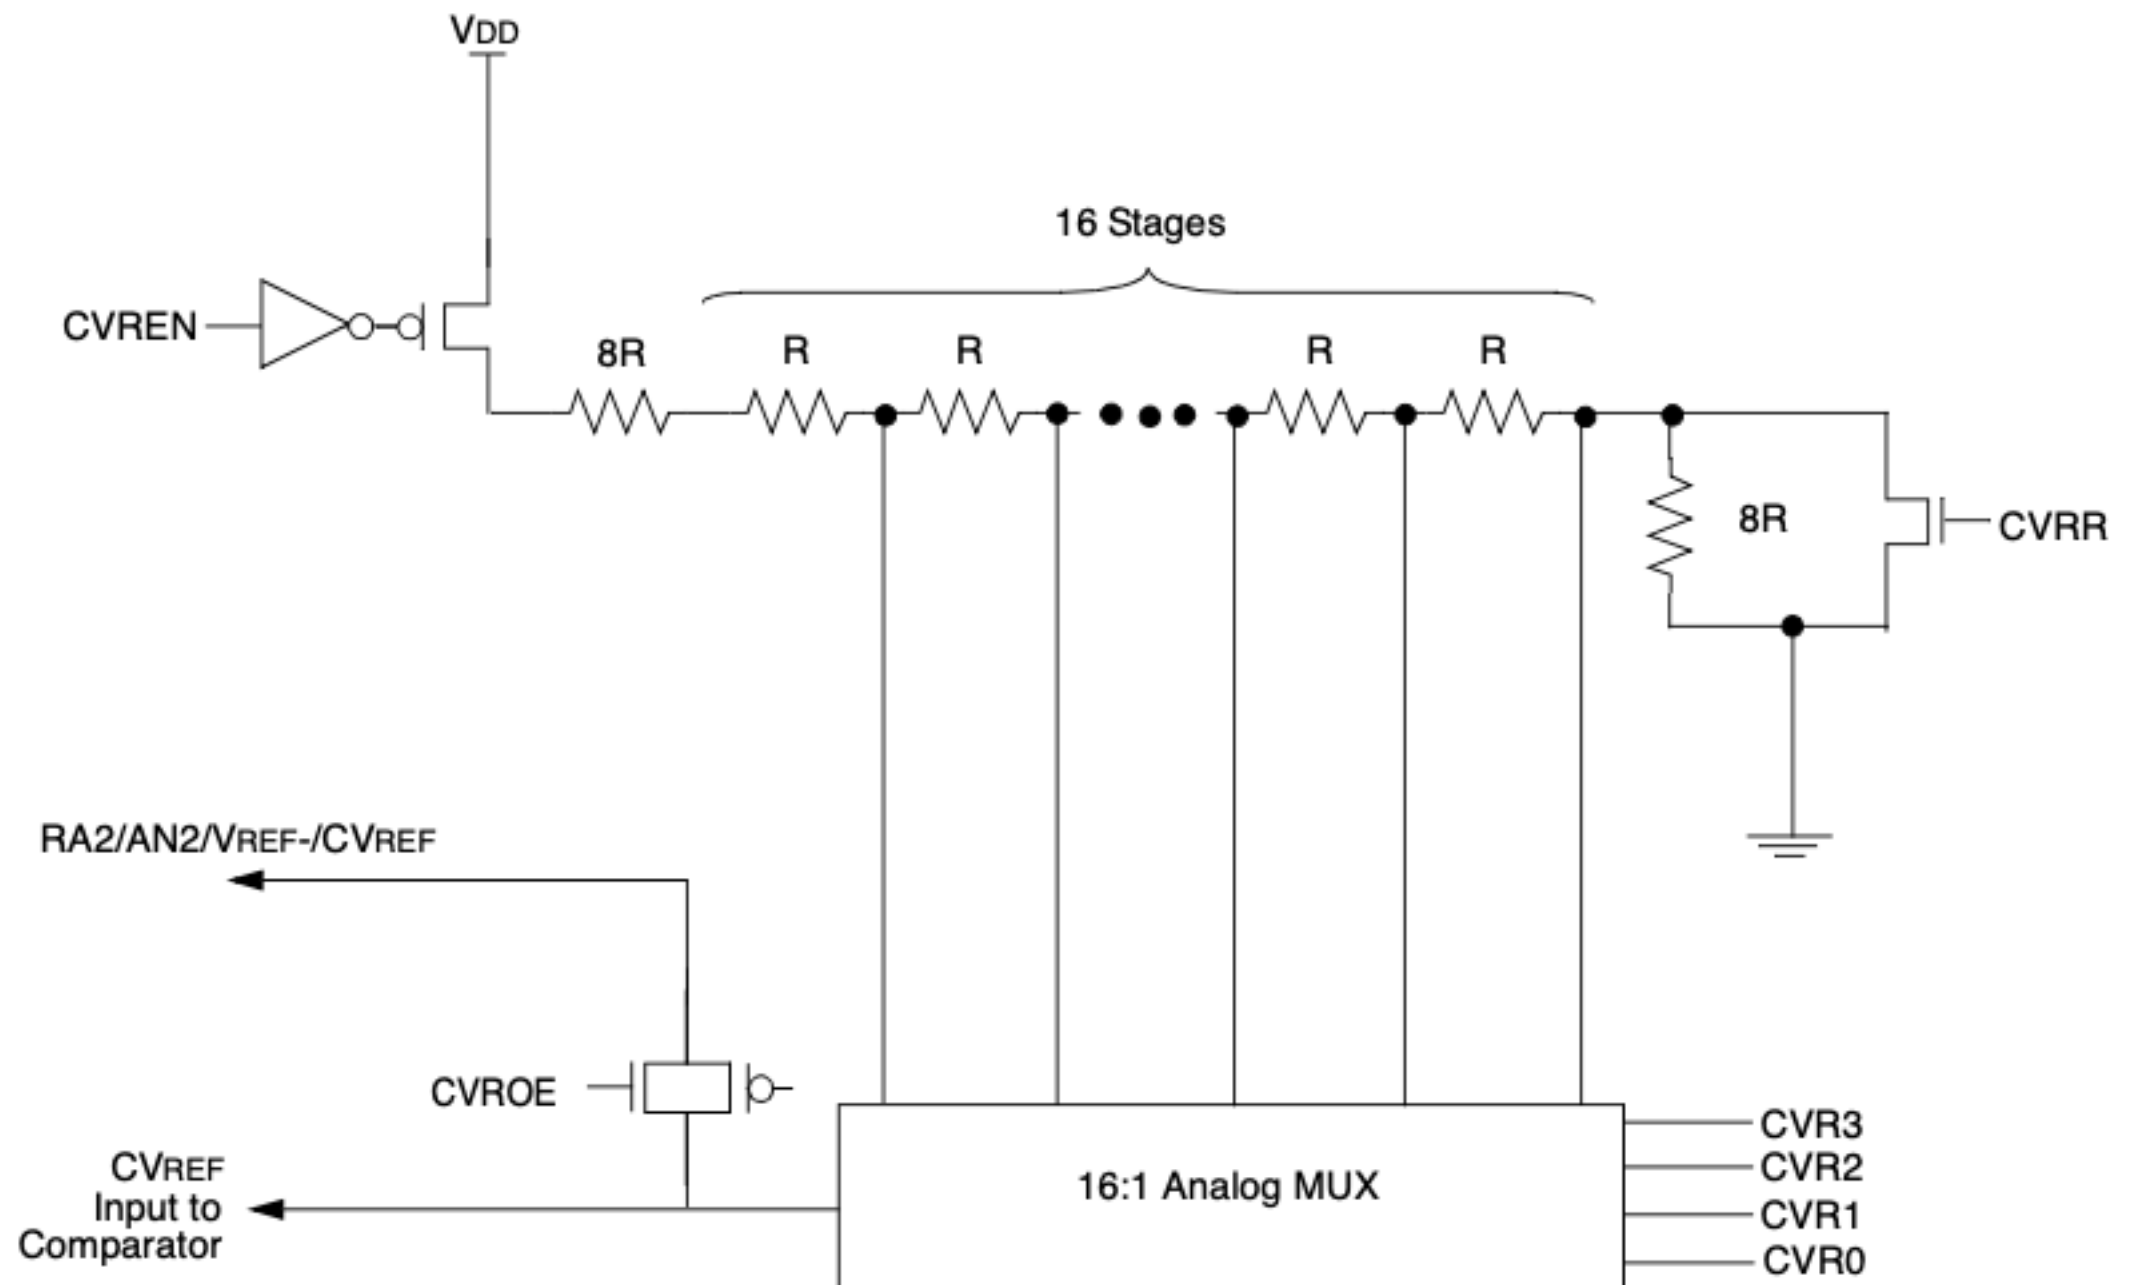 VDD
16 Stages
CVREN
8R
R
R
R
R
8R
CVRR
RA2/AN2/VREF-/CVREF
CVROE
CVREF
Input to
Comparator
16:1 Analog MUX
CVR3
CVR2
CVR1
CVR0